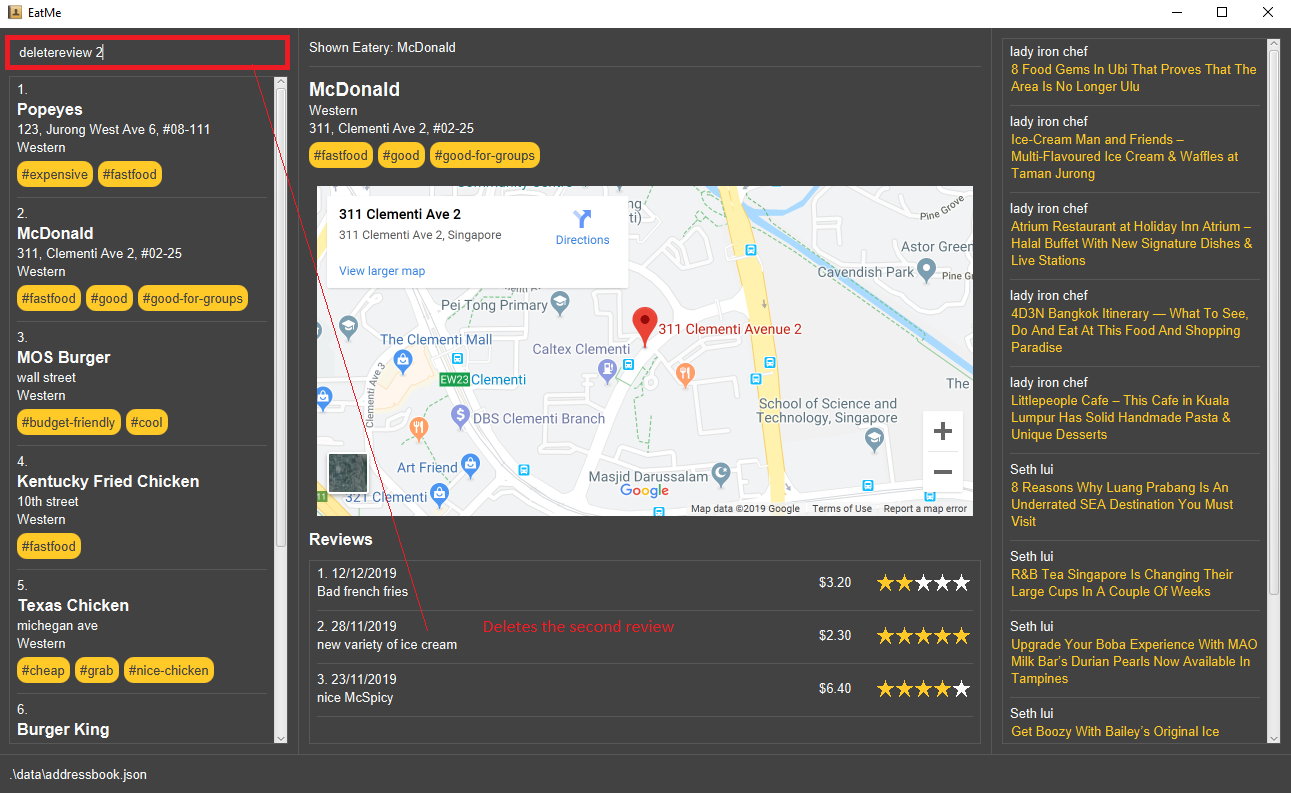 EatMe
deletereview 2
1.
Popeyes
123, Jurong West Ave 6, #08-111
Western
#expensive #fastfood
2.
McDonald
311, Clementi Ave 2, #02-25
Western
#fastfood #good #good-for-groups
3.
MOS Burger
wall street
Western
#budget-friendly #cool
4.
Kentucky Fried Chicken
10th street
Western
#fastfood
5.
Texas Chicken
michegan ave
Western
#cheap #grab #nice-chicken
6.
Burger King
Shown Eatery: McDonald
McDonald
Western
311, Clementi Ave 2, #02-25
#fastfood #good #good-for-groups
311 Clementi Ave 2
311 Clementi Ave 2, Singapore
Directions
View larger map
Pine Grove
Astor Green
Cavendish Park
Pine G
Pei Tong Primary
311 Clementi Avenue 2
The Clementi Mall
Caltex Clementi
Clementi Ave 3
EW23 Clementi
The
DBS Clementi Branch
School of Science and
Technology, Singapore
Art Friend
Masjid Darussalam
321 Clementi
Google
Map data ©2019 Google Terms of Use Report a map error
Reviews
1. 12/12/2019
Bad french fries
$3.20
2. 28/11/2019
new variety of ice cream
$2.30
Deletes the second review
3. 23/11/2019
nice McSpicy
$6.40
lady iron chef
8 Food Gems In Ubi That Proves That The
Area Is No Longer Ulu
lady iron chef
Ice-Cream Man and Friends –
Multi-Flavoured Ice Cream & Waffles at
Taman Jurong
lady iron chef
Atrium Restaurant at Holiday Inn Atrium –
Halal Buffet With New Signature Dishes &
Live Stations
lady iron chef
4D3N Bangkok Itinerary — What To See,
Do And Eat At This Food And Shopping
Paradise
lady iron chef
Littlepeople Cafe – This Cafe in Kuala
Lumpur Has Solid Handmade Pasta &
Unique Desserts
Seth lui
8 Reasons Why Luang Prabang Is An
Underrated SEA Destination You Must
Visit
Seth lui
R&B Tea Singapore Is Changing Their
Large Cups In A Couple Of Weeks
Seth lui
Upgrade Your Boba Experience With MAO
Milk Bar’s Durian Pearls Now Available In
Tampines
Seth lui
Get Boozy With Bailey’s Original Ice
.\data\addressbook.json